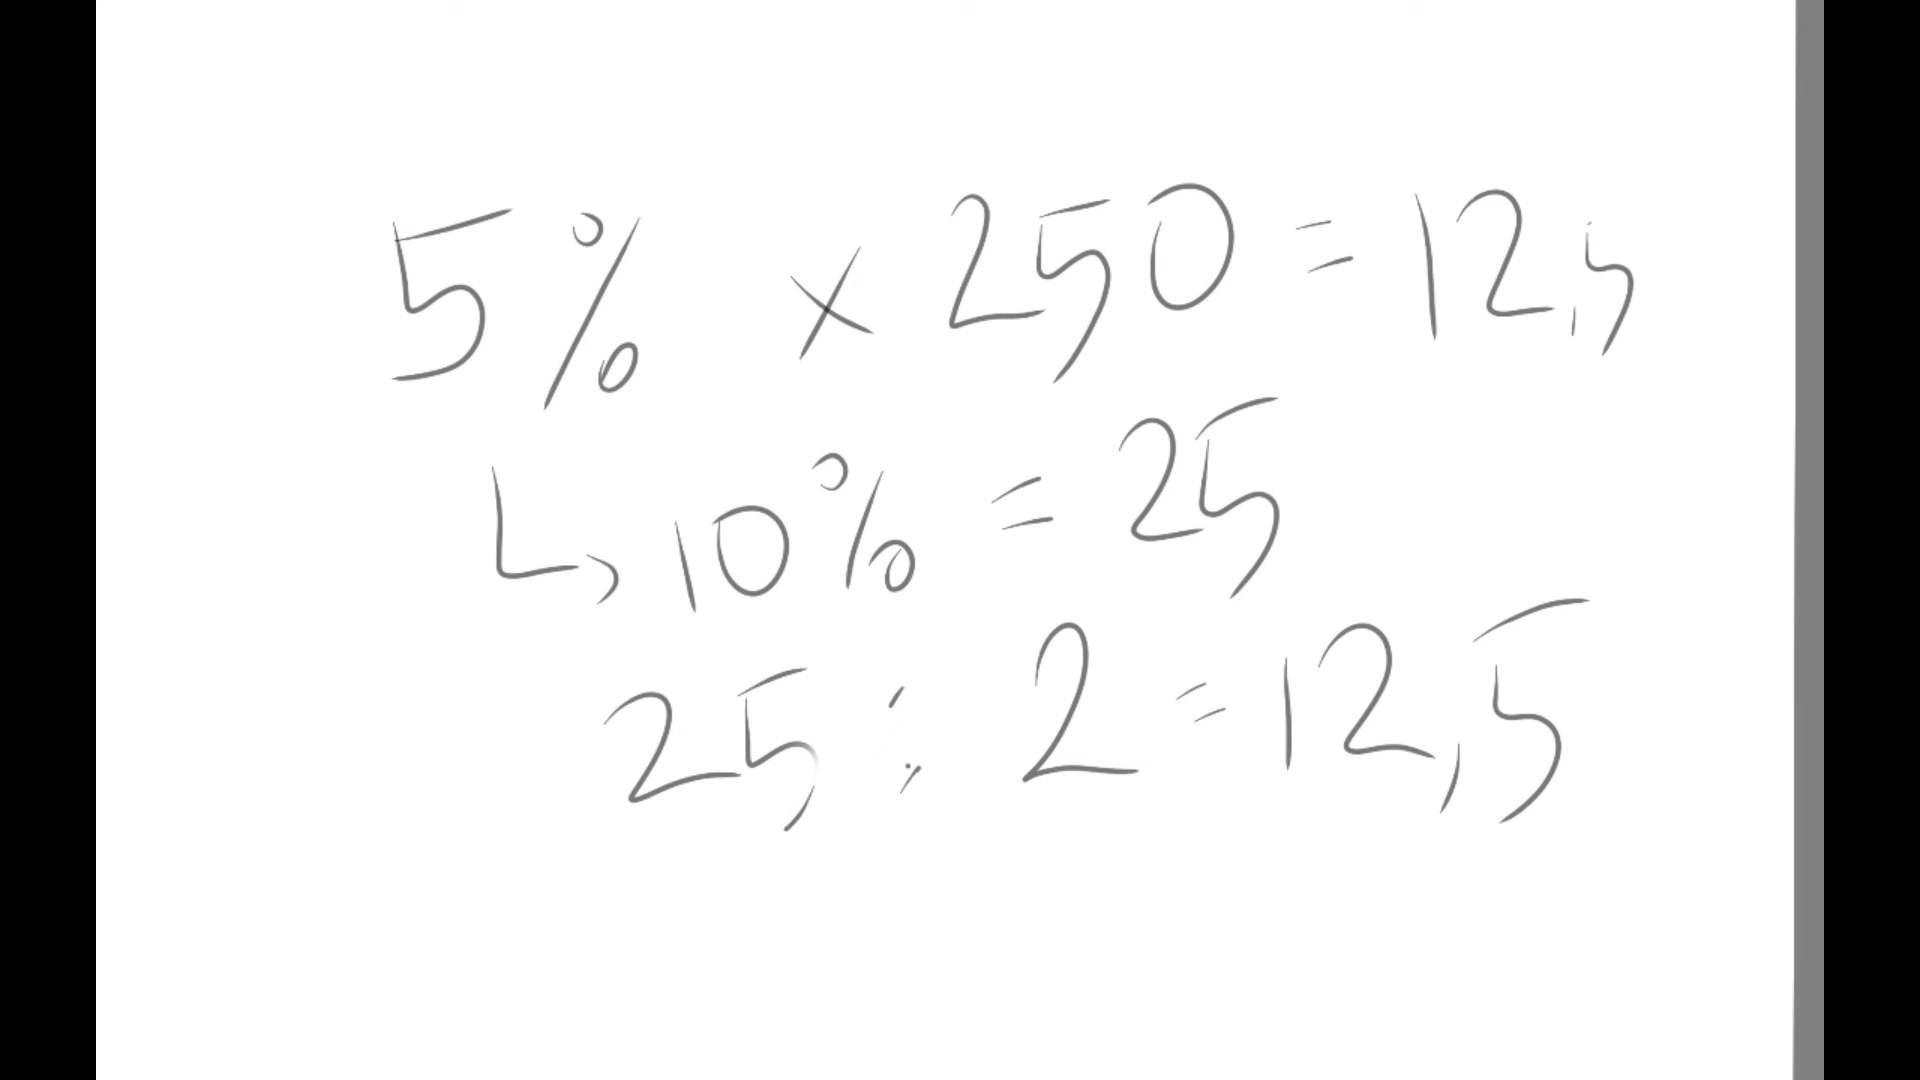 5% x 250 = 12,5
↳ 10% = 25
25 : 2 = 12,5